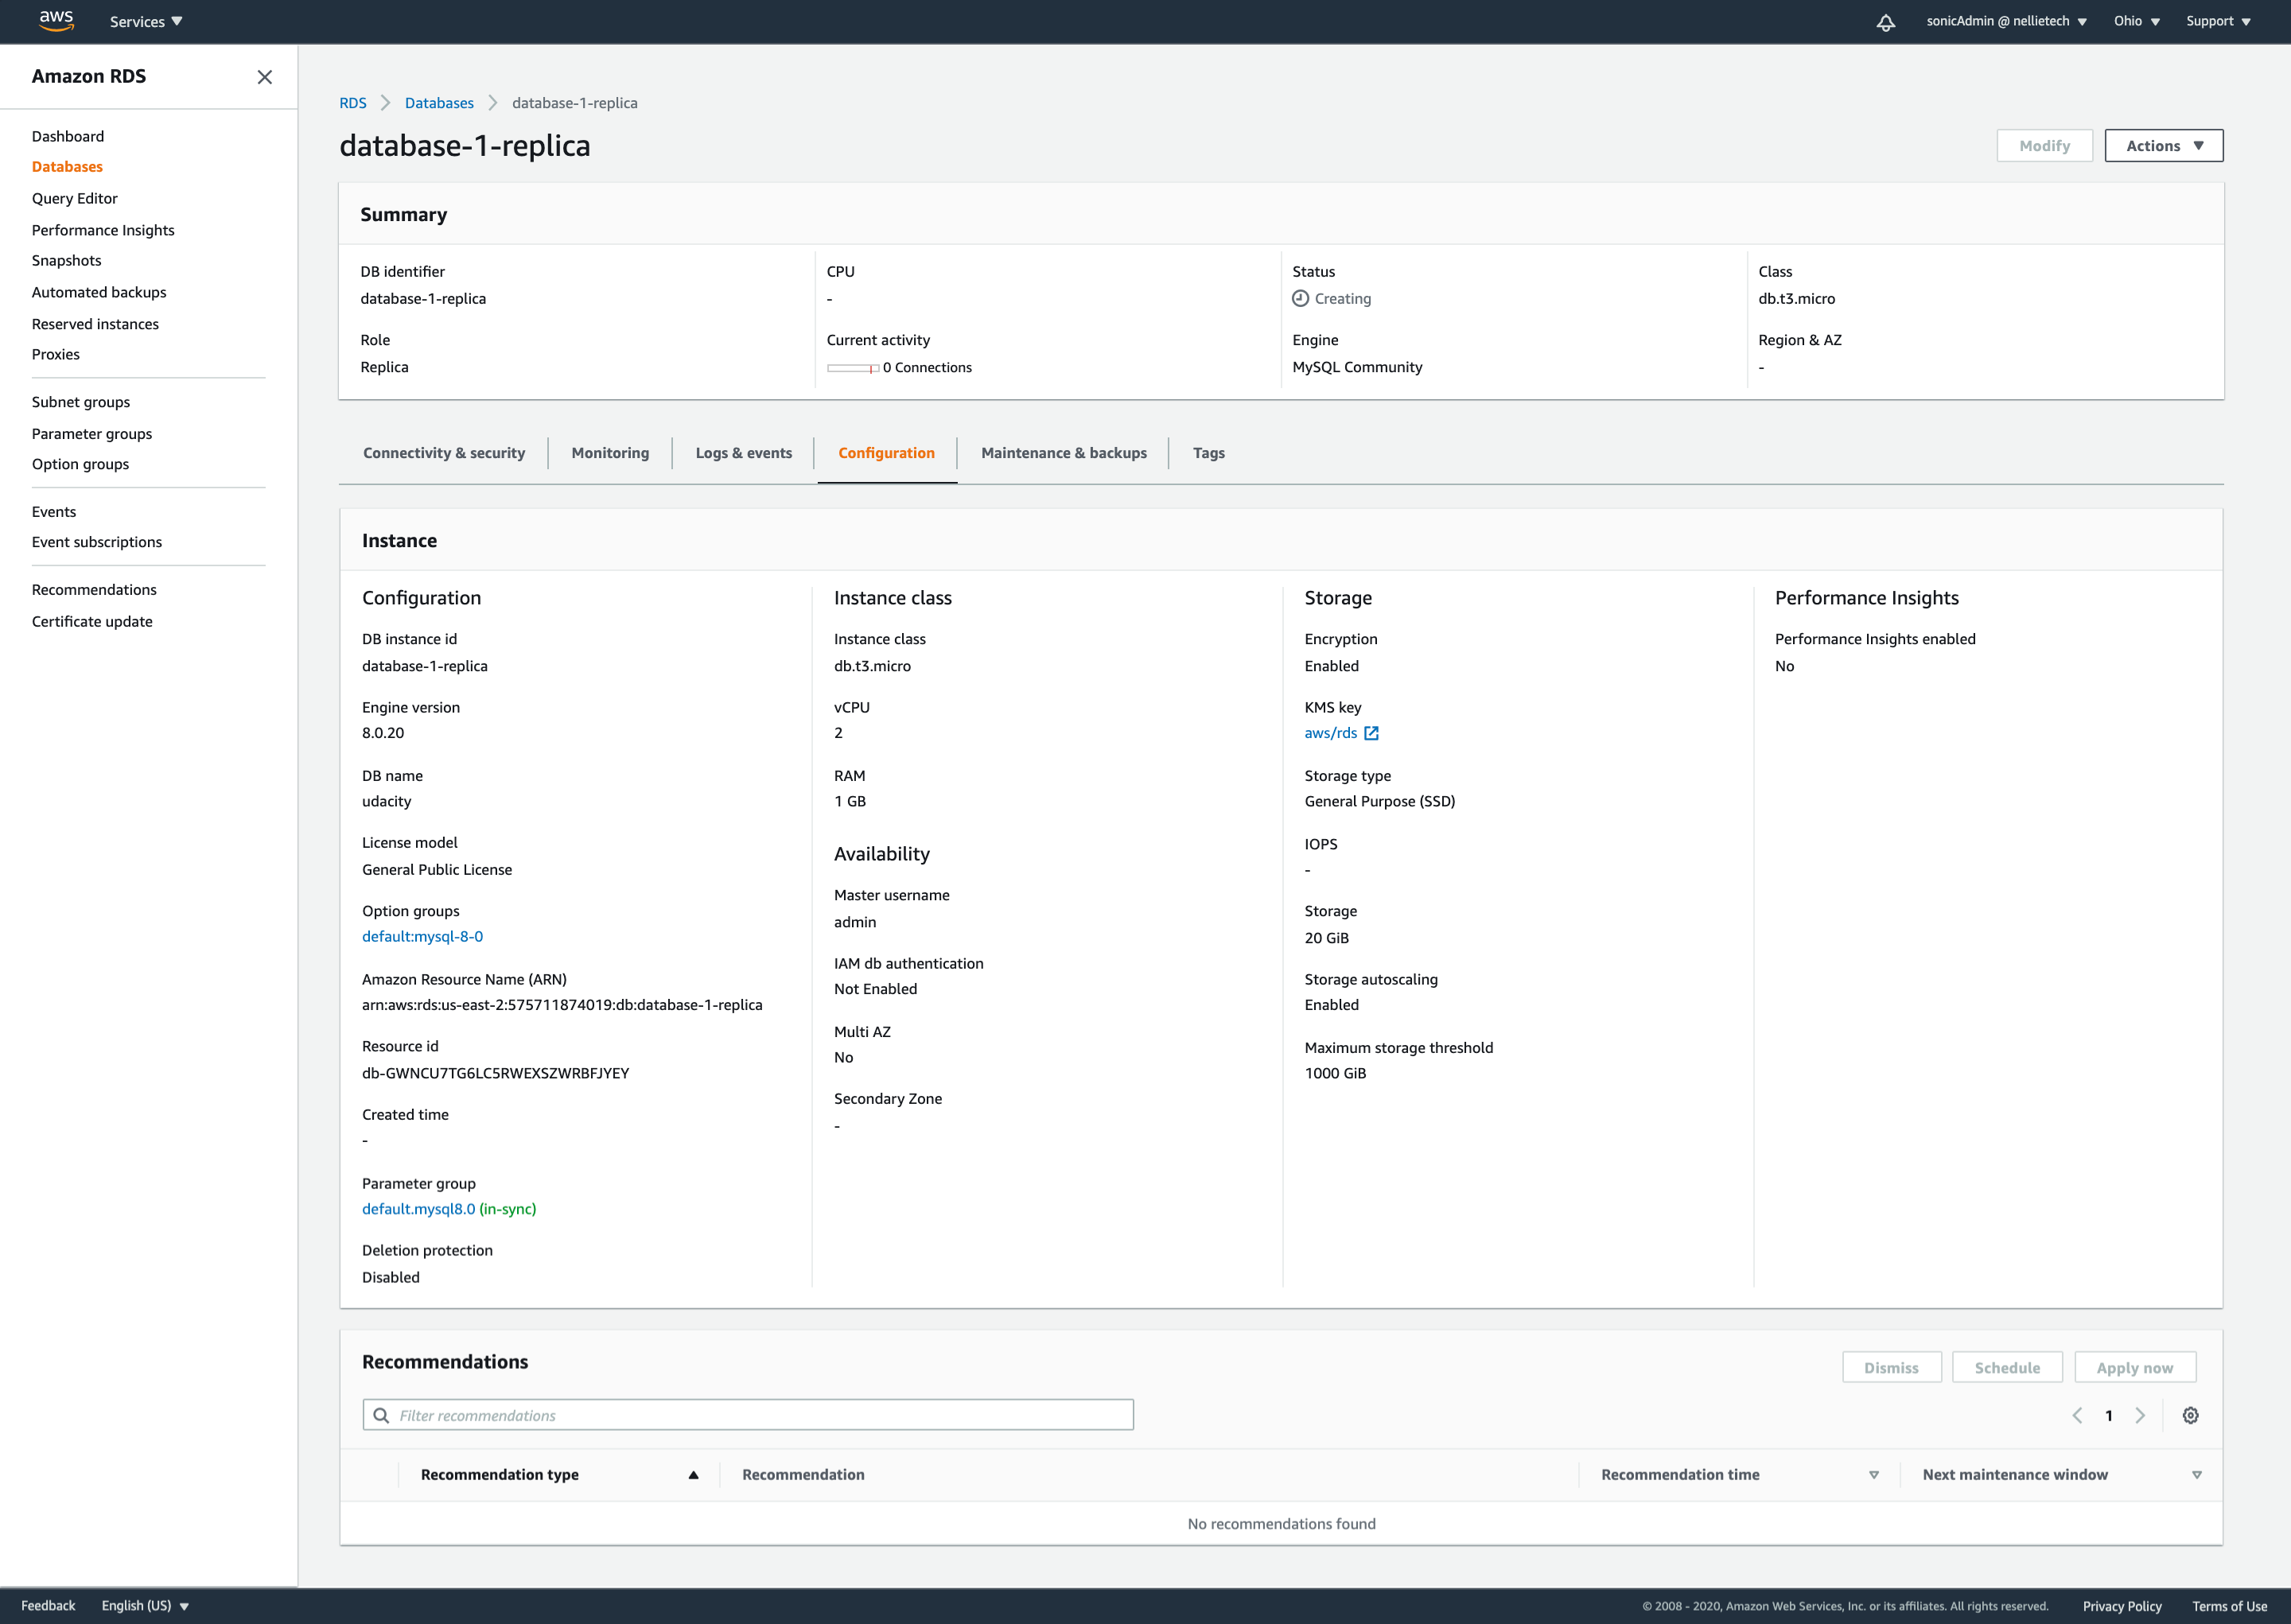 aws Services sonicAdmin @ nellietech Ohio Support
Amazon RDS
Dashboard
Databases
Query Editor
Performance Insights
Snapshots
Automated backups
Reserved instances
Proxies
Subnet groups
Parameter groups
Option groups
Events
Event subscriptions
Recommendations
Certificate update
RDS Databases database-1-replica
database-1-replica
Modify Actions
Summary
DB identifier
database-1-replica
Role
Replica
CPU
-
Current activity
0 Connections
Status
Creating
Engine
MySQL Community
Class
db.t3.micro
Region & AZ
-
Connectivity & security Monitoring Logs & events Configuration Maintenance & backups Tags
Instance
Configuration
DB instance id
database-1-replica
Engine version
8.0.20
DB name
udacity
License model
General Public License
Option groups
default:mysql-8-0
Amazon Resource Name (ARN)
arn:aws:rds:us-east-2:575711874019:db:database-1-replica
Resource id
db-GWNCU7TG6LC5RWEXSZWRBFJYEY
Created time
-
Parameter group
default.mysql8.0 (in-sync)
Deletion protection
Disabled
Instance class
Instance class
db.t3.micro
vCPU
2
RAM
1 GB
Availability
Master username
admin
IAM db authentication
Not Enabled
Multi AZ
No
Secondary Zone
-
Storage
Encryption
Enabled
KMS key
aws/rds
Storage type
General Purpose (SSD)
IOPS
-
Storage
20 GiB
Storage autoscaling
Enabled
Maximum storage threshold
1000 GiB
Performance Insights
Performance Insights enabled
No
Recommendations
Dismiss Schedule Apply now
Filter recommendations
1
Recommendation type Recommendation Recommendation time Next maintenance window
No recommendations found
Feedback English (US) © 2008 - 2020, Amazon Web Services, Inc. or its affiliates. All rights reserved. Privacy Policy Terms of Use